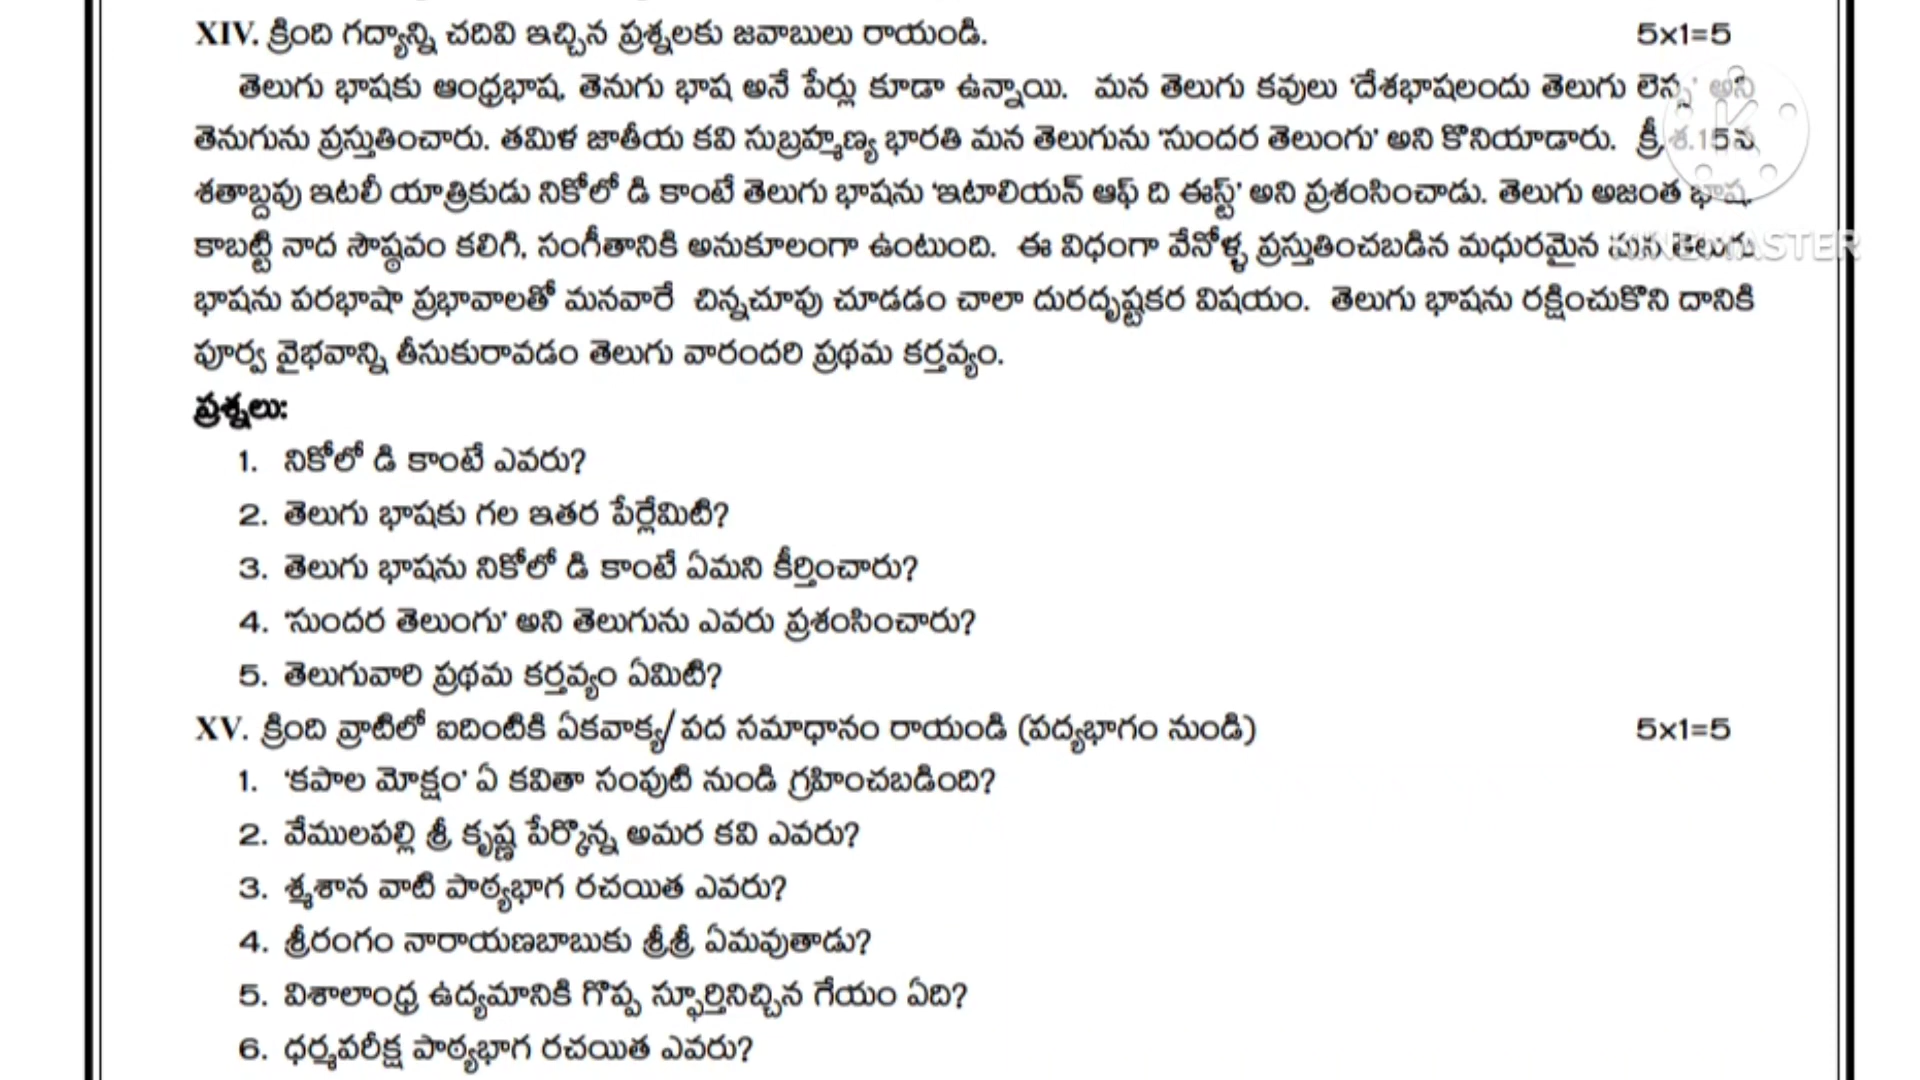 XIV. క్రింది గద్యాన్ని చదివి ఇచ్చిన ప్రశ్నలకు జవాబులు రాయండి. 5×1=5
తెలుగు భాషకు ఆంధ్రభాష, తెనుగు భాష అనే పేర్లు కూడా ఉన్నాయి. మన తెలుగు కవులు 'దేశభాషలందు తెలుగు లెస్స' అని
తెనుగును ప్రస్తుతించారు. తమిళ జాతీయ కవి సుబ్రహ్మణ్య భారతి మన తెలుగును 'సుందర తెలుంగు' అని కొనియాడారు. క్రీ.శ.15వ
శతాబ్దపు ఇటలీ యాత్రికుడు నికోలో డి కాంటే తెలుగు భాషను 'ఇటాలియన్ ఆఫ్ ది ఈస్ట్' అని ప్రశంసించాడు. తెలుగు అజంత భాష.
కాబట్టి నాద సౌష్ఠవం కలిగి, సంగీతానికి అనుకూలంగా ఉంటుంది. ఈ విధంగా వేనోళ్ళ ప్రస్తుతించబడిన మధురమైన మన తెలుగు
భాషను పరభాషా ప్రభావాలతో మనవారే చిన్నచూపు చూడడం చాలా దురదృష్టకర విషయం. తెలుగు భాషను రక్షించుకొని దానికి
పూర్వ వైభవాన్ని తీసుకురావడం తెలుగు వారందరి ప్రథమ కర్తవ్యం.
ప్రశ్నలు:
1. నికోలో డి కాంటే ఎవరు?
2. తెలుగు భాషకు గల ఇతర పేర్లేమిటి?
3. తెలుగు భాషను నికోలో డి కాంటే ఏమని కీర్తించారు?
4. 'సుందర తెలుంగు' అని తెలుగును ఎవరు ప్రశంసించారు?
5. తెలుగువారి ప్రథమ కర్తవ్యం ఏమిటి?
XV. క్రింది వ్రాటిలో ఐదింటికి ఏకవాక్య/ పద సమాధానం రాయండి (పద్యభాగం నుండి) 5×1=5
1. 'కపాల మోక్షం' ఏ కవితా సంపుటి నుండి గ్రహించబడింది?
2. వేములపల్లి శ్రీ కృష్ణ పేర్కొన్న అమర కవి ఎవరు?
3. శ్మశాన వాటి పాఠ్యభాగ రచయిత ఎవరు?
4. శ్రీరంగం నారాయణబాబుకు శ్రీశ్రీ ఏమవుతాడు?
5. విశాలాంధ్ర ఉద్యమానికి గొప్ప స్ఫూర్తినిచ్చిన గేయం ఏది?
6. ధర్మపరీక్ష పాఠ్యభాగ రచయిత ఎవరు?
KINEMASTER